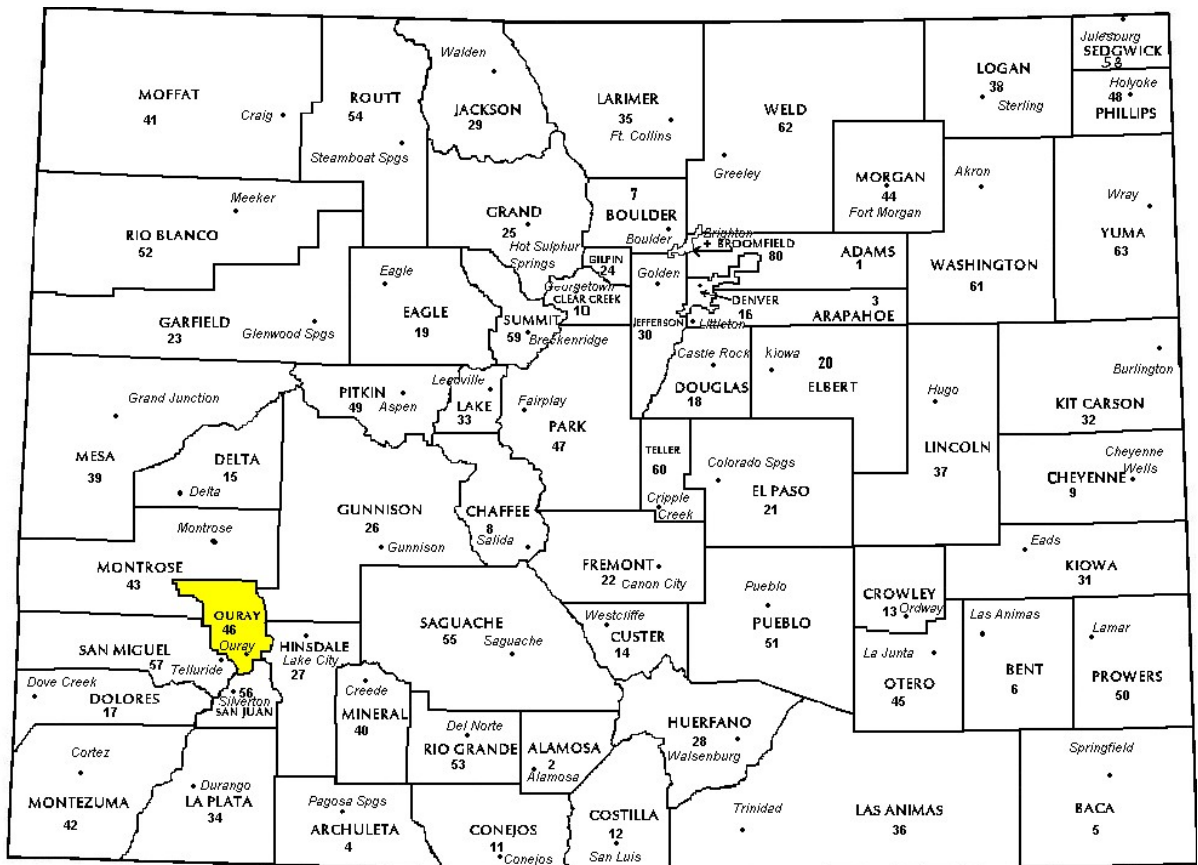 Walden
JACKSON
29
MOFFAT
41
Craig
ROUTT
54
Steamboat Spgs
LARIMER
35
Ft. Collins
WELD
62
Greeley
LOGAN
38
Sterling
Julesburg
SEDGWICK
58
Holyoke
48
PHILLIPS
MORGAN
44
Fort Morgan
Akron
WASHINGTON
61
Wray
YUMA
63
Meeker
RIO BLANCO
52
GRAND
25
Hot Sulphur
Springs
7
BOULDER
Boulder
Brighton
+ BROOMFIELD
80
ADAMS
1
GILPIN
24
Georgetown
CLEAR CREEK
10
Golden
JEFFERSON
30
DENVER
16
3
ARAPAHOE
Littleton
Eagle
EAGLE
19
SUMMIT
59
Breckenridge
GARFIELD
23
Glenwood Spgs
Castle Rock
DOUGLAS
18
Kiowa
20
ELBERT
Hugo
LINCOLN
37
Burlington
KIT CARSON
32
Grand Junction
MESA
39
PITKIN
49
Aspen
Leadville
LAKE
33
Fairplay
PARK
47
TELLER
60
Cripple
Creek
Colorado Spgs
EL PASO
21
Cheyenne
Wells
CHEYENNE
9
DELTA
15
Delta
GUNNISON
26
Gunnison
CHAFFEE
8
Salida
FREMONT
22
Canon City
Montrose
MONTROSE
43
Eads
KIOWA
31
OURAY
46
Ouray
SAN MIGUEL
57
Telluride
HINSDALE
Lake City
27
SAGUACHE
55
Saguache
Westcliffe
CUSTER
14
Pueblo
PUEBLO
51
CROWLEY
13
Ordway
Las Animas
BENT
6
Lamar
PROWERS
50
La Junta
OTERO
45
Dove Creek
DOLORES
17
56
Silverton
SAN JUAN
Creede
MINERAL
40
Del Norte
RIO GRANDE
53
ALAMOSA
2
Alamosa
HUERFANO
28
Walsenburg
Cortez
MONTEZUMA
42
Durango
LA PLATA
34
Pagosa Spgs
ARCHULETA
4
CONEJOS
11
Conejos
COSTILLA
12
San Luis
Trinidad
LAS ANIMAS
36
Springfield
BACA
5